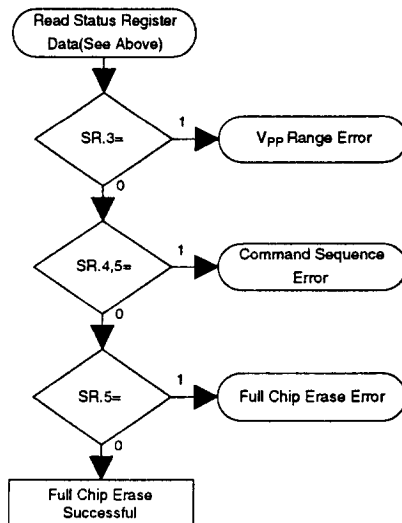 Read Status Register
Data(See Above)
SR.3=
1
VPP Range Error
0
SR.4,5=
1
Command Sequence
Error
0
SR.5=
1
Full Chip Erase Error
0
Full Chip Erase
Successful